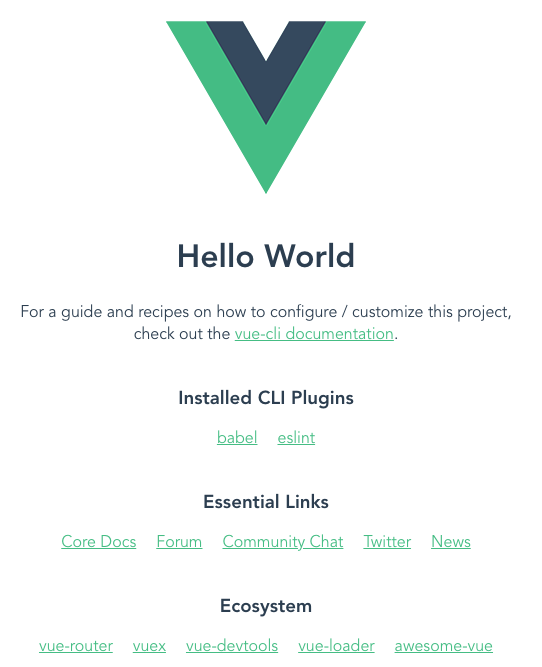 Hello World
For a guide and recipes on how to configure / customize this project,
check out the vue-cli documentation.
Installed CLI Plugins
babel eslint
Essential Links
Core Docs Forum Community Chat Twitter News
Ecosystem
vue-router vuex vue-devtools vue-loader awesome-vue